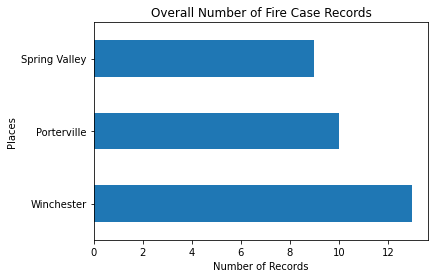 Overall Number of Fire Case Records
Spring Valley
Porterville
Winchester
Places
0 2 4 6 8 10 12
Number of Records